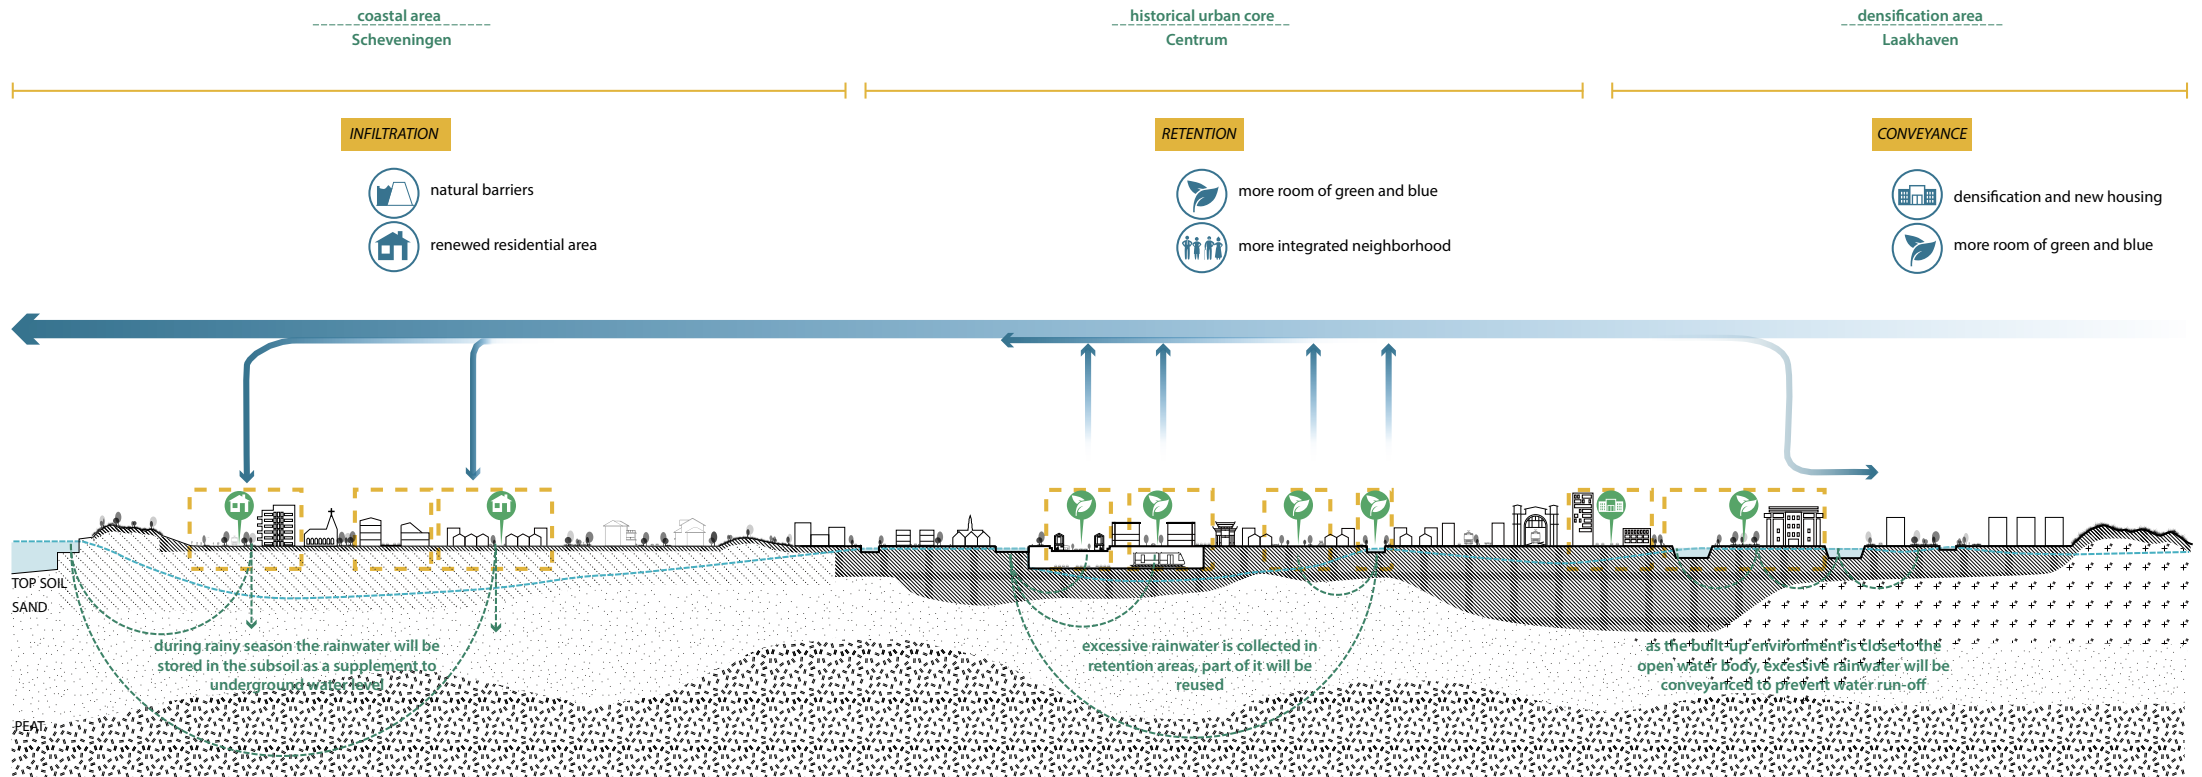 coastal area
Scheveningen
historical urban core
Centrum
densification area
Laakhaven
INFILTRATION
natural barriers
renewed residential area
RETENTION
more room of green and blue
more integrated neighborhood
CONVEYANCE
densification and new housing
more room of green and blue
TOP SOIL
SAND
PEAT
during rainy season the rainwater will be
stored in the subsoil as a supplement to
underground water level
excessive rainwater is collected in
retention areas, part of it will be
reused
as the built-up environment is close to the
open water body, excessive rainwater will be
conveyanced to prevent water run-off